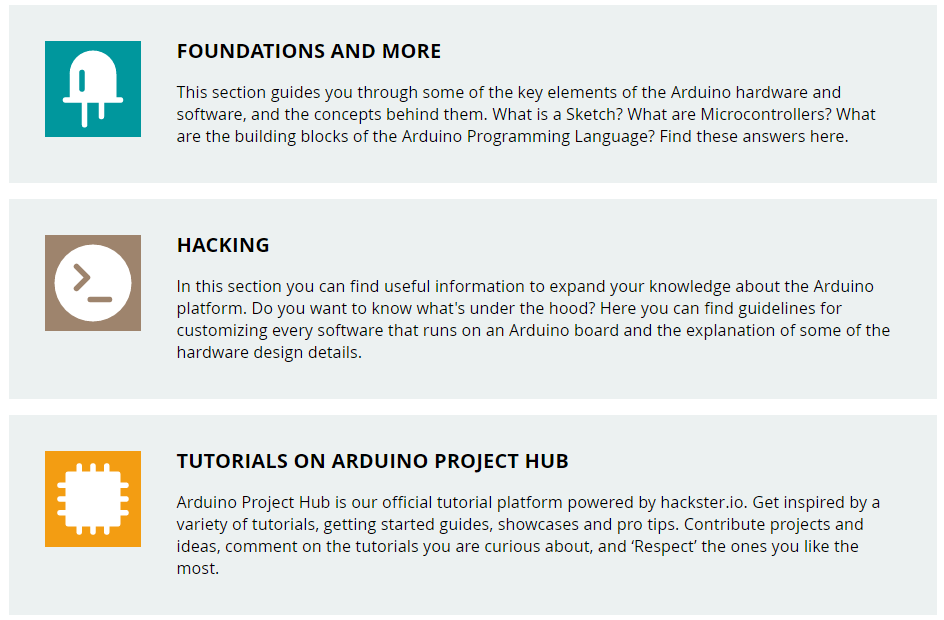 FOUNDATIONS AND MORE
This section guides you through some of the key elements of the Arduino hardware and
software, and the concepts behind them. What is a Sketch? What are Microcontrollers? What
are the building blocks of the Arduino Programming Language? Find these answers here.
HACKING
In this section you can find useful information to expand your knowledge about the Arduino
platform. Do you want to know what's under the hood? Here you can find guidelines for
customizing every software that runs on an Arduino board and the explanation of some of the
hardware design details.
TUTORIALS ON ARDUINO PROJECT HUB
Arduino Project Hub is our official tutorial platform powered by hackster.io. Get inspired by a
variety of tutorials, getting started guides, showcases and pro tips. Contribute projects and
ideas, comment on the tutorials you are curious about, and ‘Respect’ the ones you like the
most.